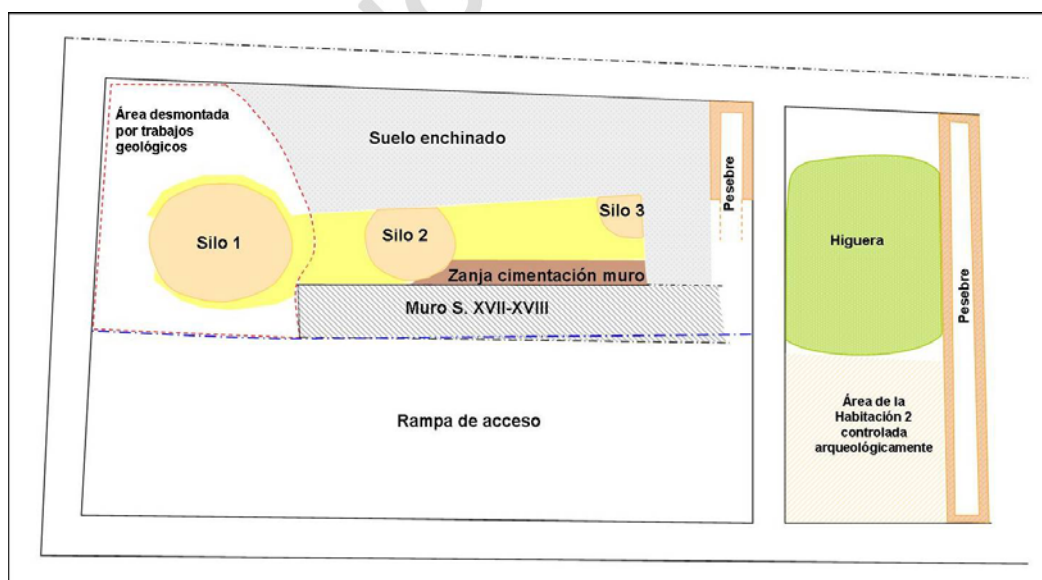 Área desmontada
por trabajos
geológicos
Suelo enchinado
Pesebre
Silo 1
Silo 2
Silo 3
Zanja cimentación muro
Muro S. XVII-XVIII
Rampa de acceso
Higuera
Pesebre
Área de la
Habitación 2
controlada
arqueológicamente